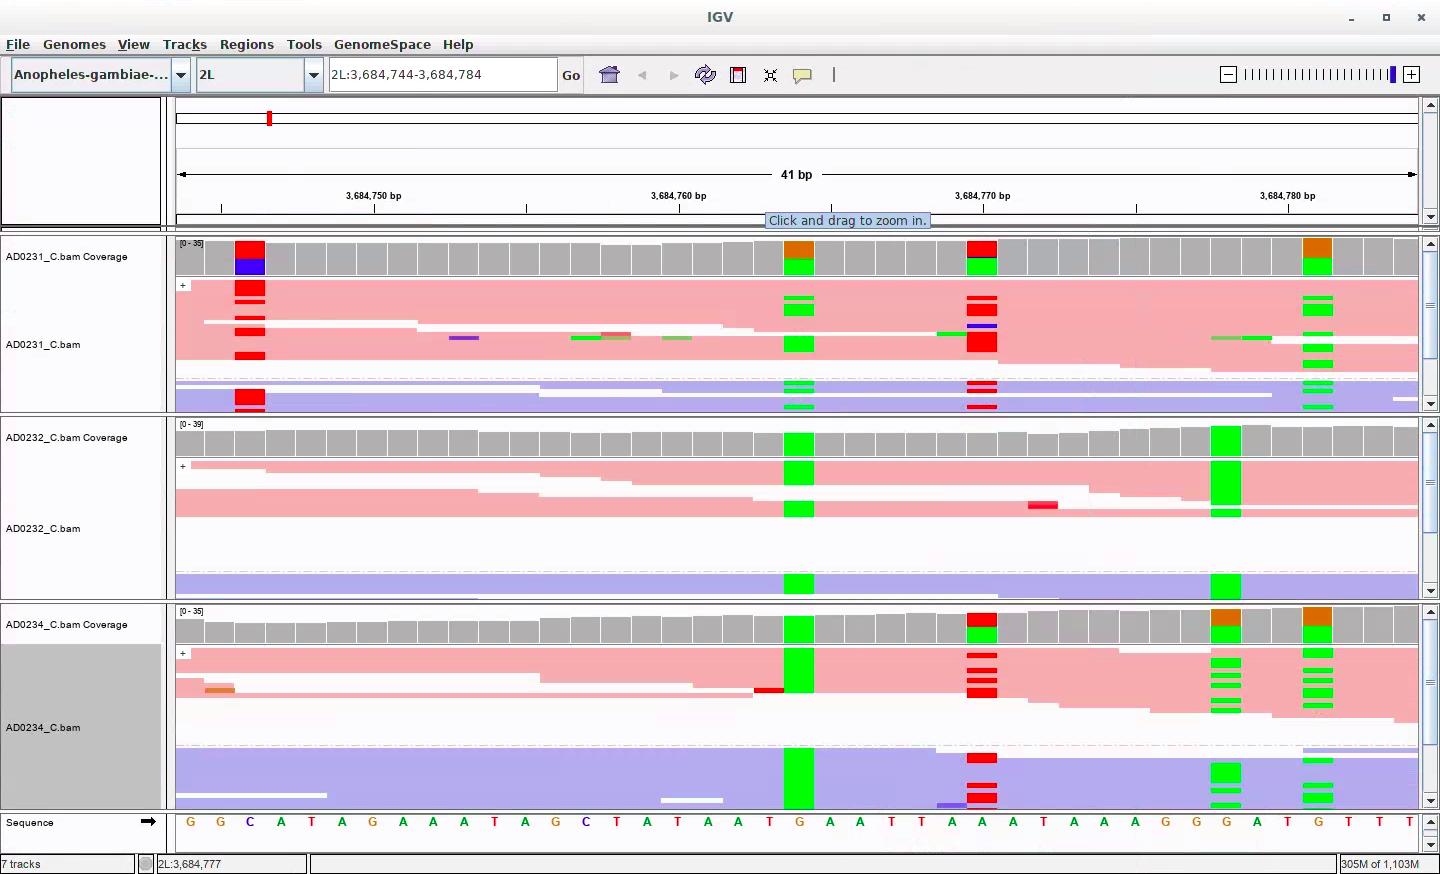 IGV
File Genomes View Tracks Regions Tools GenomeSpace Help
Anopheles-gambiae-... 2L 2L:3,684,744-3,684,784 Go
41 bp
3,684,750 bp 3,684,760 bp 3,684,770 bp 3,684,780 bp
Click and drag to zoom in.
[0 - 35]
AD0231_C.bam Coverage
AD0231_C.bam
[0 - 39]
AD0232_C.bam Coverage
AD0232_C.bam
[0 - 35]
AD0234_C.bam Coverage
AD0234_C.bam
Sequence G G C A T A G A A A T A G C T A T A A T G A A T T A A A T A A A G G G A T G T T T
7 tracks 2L:3,684,777 305M of 1,103M